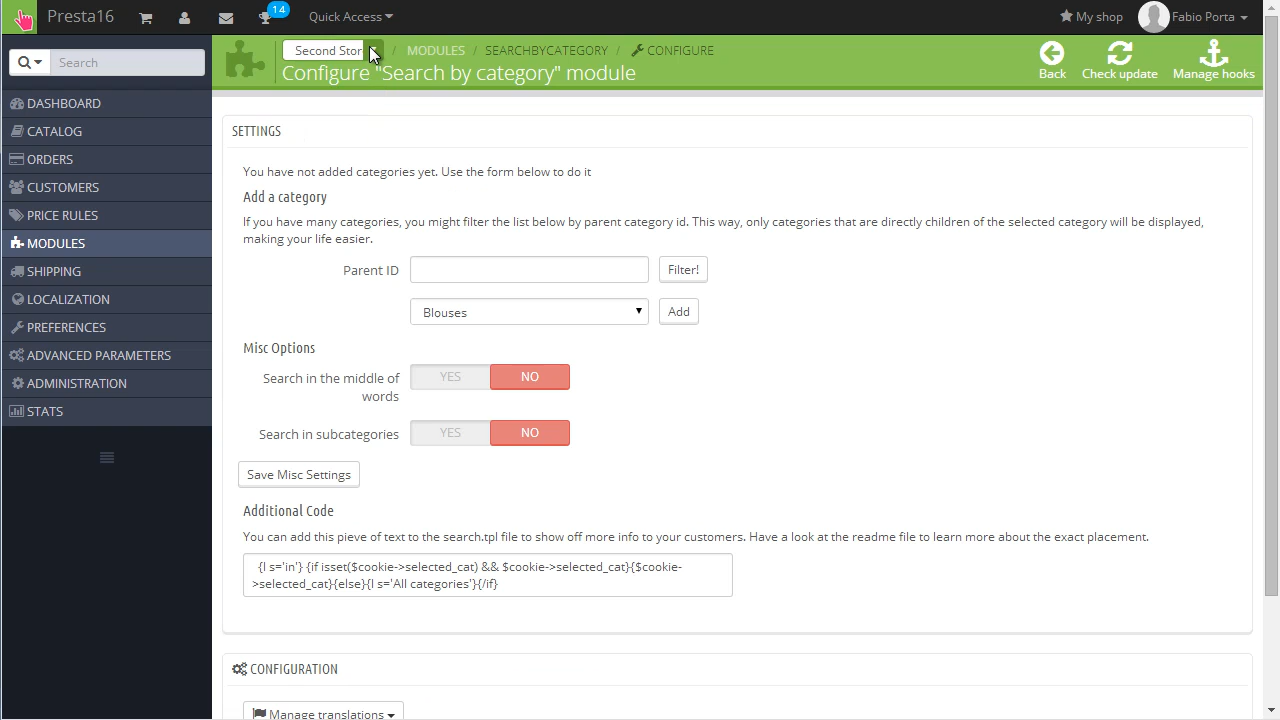 Presta16
14
Quick Access
My shop
Fabio Porta
Search
Second Stor
/ MODULES / SEARCHBYCATEGORY / CONFIGURE
Configure "Search by category" module
Back
Check update
Manage hooks
DASHBOARD
CATALOG
ORDERS
CUSTOMERS
PRICE RULES
MODULES
SHIPPING
LOCALIZATION
PREFERENCES
ADVANCED PARAMETERS
ADMINISTRATION
STATS
SETTINGS
You have not added categories yet. Use the form below to do it
Add a category
If you have many categories, you might filter the list below by parent category id. This way, only categories that are directly children of the selected category will be displayed,
making your life easier.
Parent ID
Filter!
Blouses
Add
Misc Options
Search in the middle of
words
YES NO
Search in subcategories
YES NO
Save Misc Settings
Additional Code
You can add this pieve of text to the search.tpl file to show off more info to your customers. Have a look at the readme file to learn more about the exact placement.
{l s='in'} {if isset($cookie->selected_cat) && $cookie->selected_cat}{$cookie-
>selected_cat}{else}{l s='All categories'}{/if}
CONFIGURATION
Manage translations